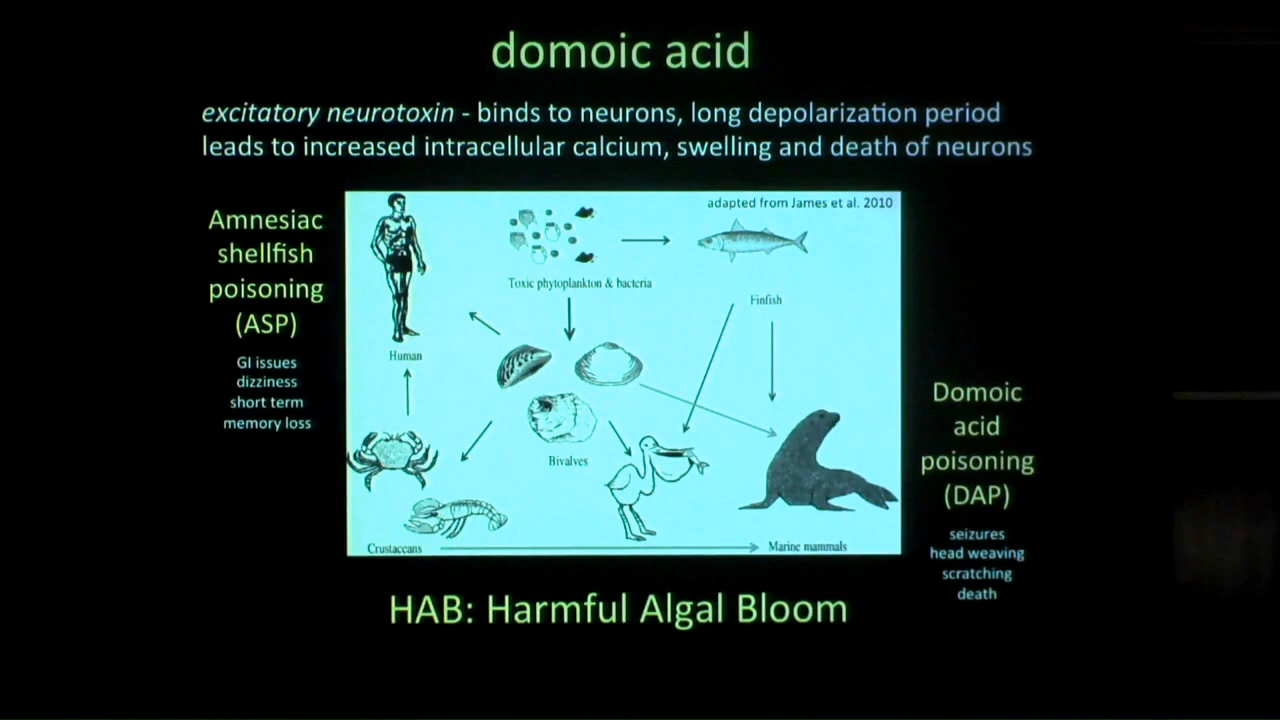 domoic acid
excitatory neurotoxin - binds to neurons, long depolarization period
leads to increased intracellular calcium, swelling and death of neurons
Amnesiac
shellfish
poisoning
(ASP)
GI issues
dizziness
short term
memory loss
adapted from James et al. 2010
Toxic phytoplankton & bacteria
Finfish
Human
Bivalves
Crustaceans
Marine mammals
Domoic
acid
poisoning
(DAP)
seizures
head weaving
scratching
death
HAB: Harmful Algal Bloom